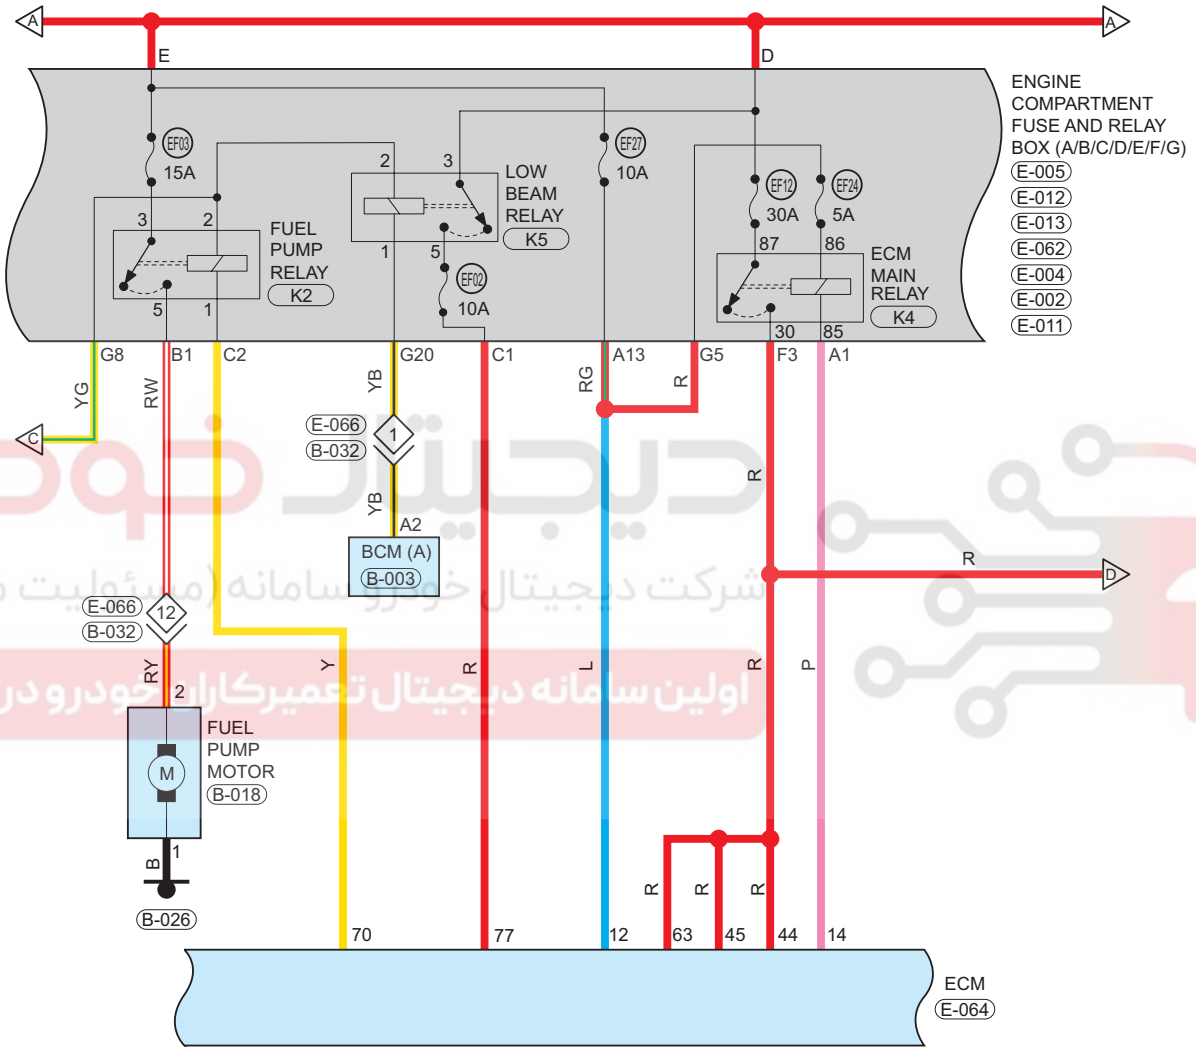 A
A
E
D
ENGINE
COMPARTMENT
FUSE AND RELAY
BOX (A/B/C/D/E/F/G)
E-005
E-012
E-013
E-062
E-004
E-002
E-011
EF03
15A
EF27
10A
EF12
30A
EF24
5A
2
3
LOW
BEAM
RELAY
K5
1
5
EF02
10A
3
2
FUEL
PUMP
RELAY
K2
5
1
87
86
ECM
MAIN
RELAY
K4
30
85
G8
B1
C2
G20
C1
A13
G5
F3
A1
YG
RW
YB
RG
R
C
E-066
B-032
1
YB
A2
BCM (A)
B-003
R
R
D
دیجیتال خودرو
شرکت دیجیتال خودرو سامانه (مسئولیت
اولین سامانه دیجیتال تعمیرکاران خودرو در
E-066
B-032
12
RY
2
Y
R
L
R
P
FUEL
PUMP
MOTOR
B-018
M
B
1
B-026
R
R
R
70
77
12
63
45
44
14
ECM
E-064